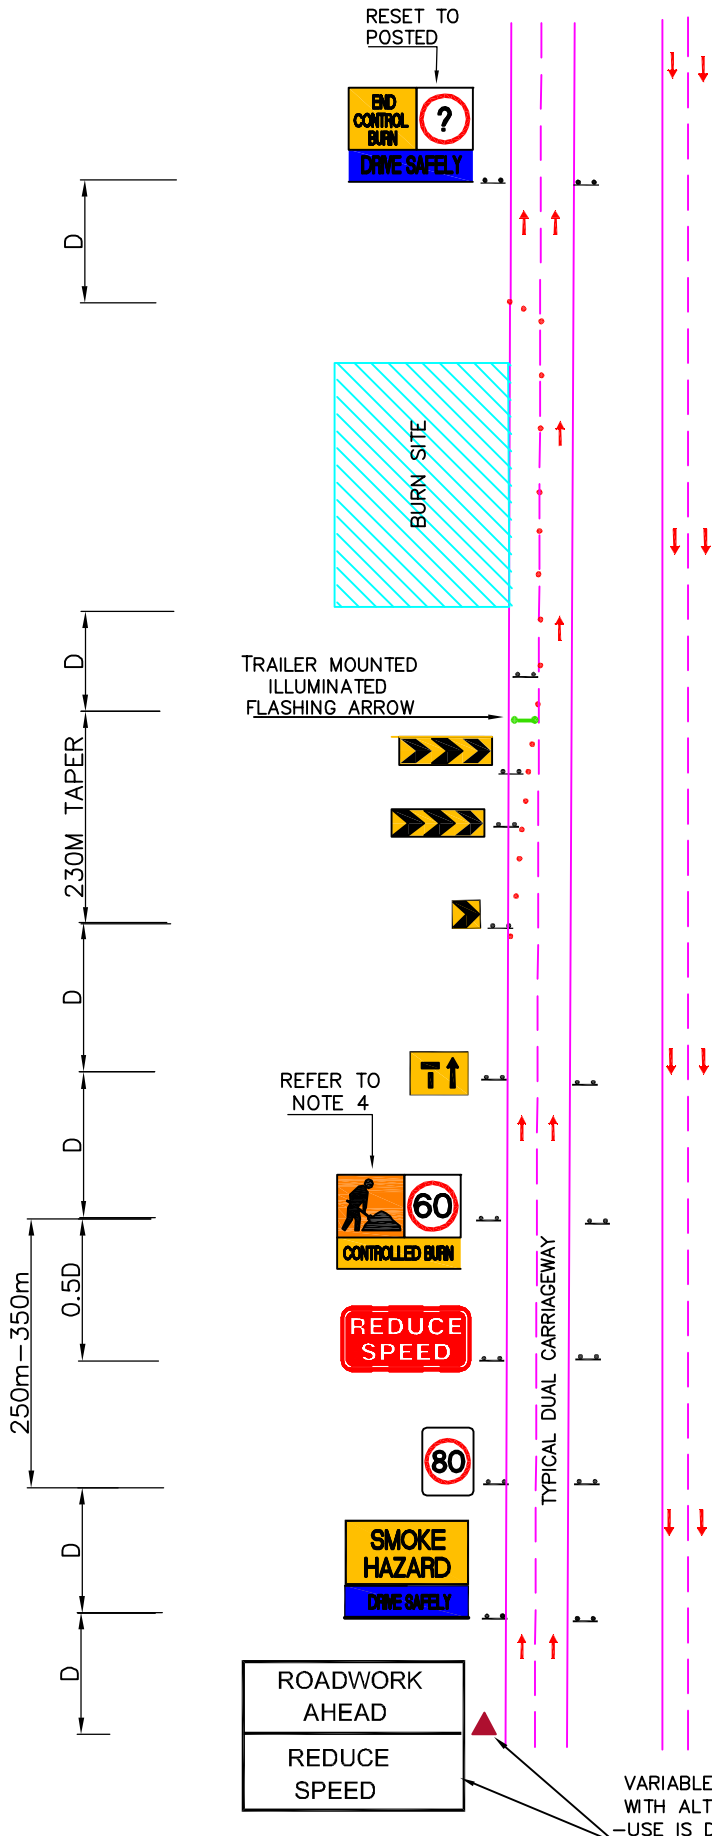 RESET TO
POSTED
END
CONTROL
BURN
?
DRIVE SAFELY
D
BURN SITE
D
TRAILER MOUNTED
ILLUMINATED
FLASHING ARROW
230M TAPER
D
REFER TO
NOTE 4
D
60
CONTROLLED BURN
TYPICAL DUAL CARRIAGEWAY
250m-350m
0.5D
REDUCE
SPEED
80
D
SMOKE
HAZARD
DRIVE SAFELY
D
ROADWORK
AHEAD
REDUCE
SPEED
VARIABLE
WITH ALT
-USE IS D